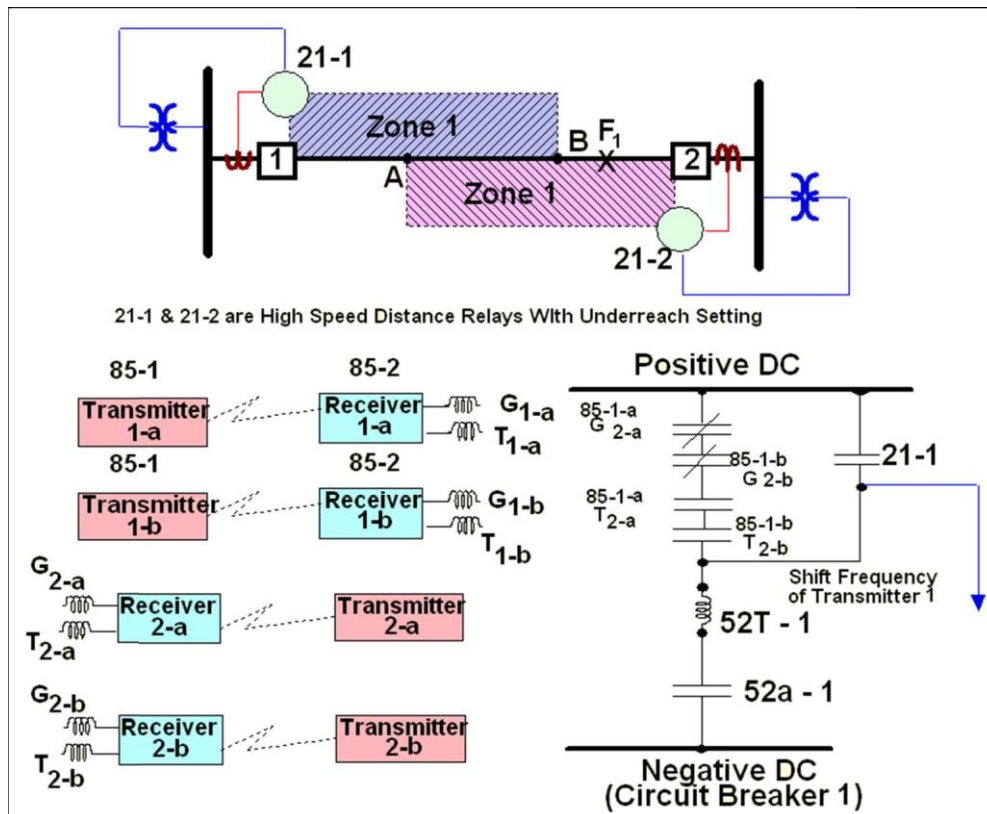 21-1
Zone 1
1
A
B
F1
2
Zone 1
21-2
21-1 & 21-2 are High Speed Distance Relays WIth Underreach Setting
85-1
85-2
Transmitter
1-a
Receiver
1-a
G1-a
T1-a
85-1
85-2
Transmitter
1-b
Receiver
1-b
G1-b
T1-b
G2-a
T2-a
Receiver
2-a
Transmitter
2-a
G2-b
T2-b
Receiver
2-b
Transmitter
2-b
Positive DC
85-1-a
G 2-a
85-1-b
G 2-b
21-1
85-1-a
T2-a
85-1-b
T2-b
Shift Frequency
of Transmitter 1
52T - 1
52a - 1
Negative DC
(Circuit Breaker 1)